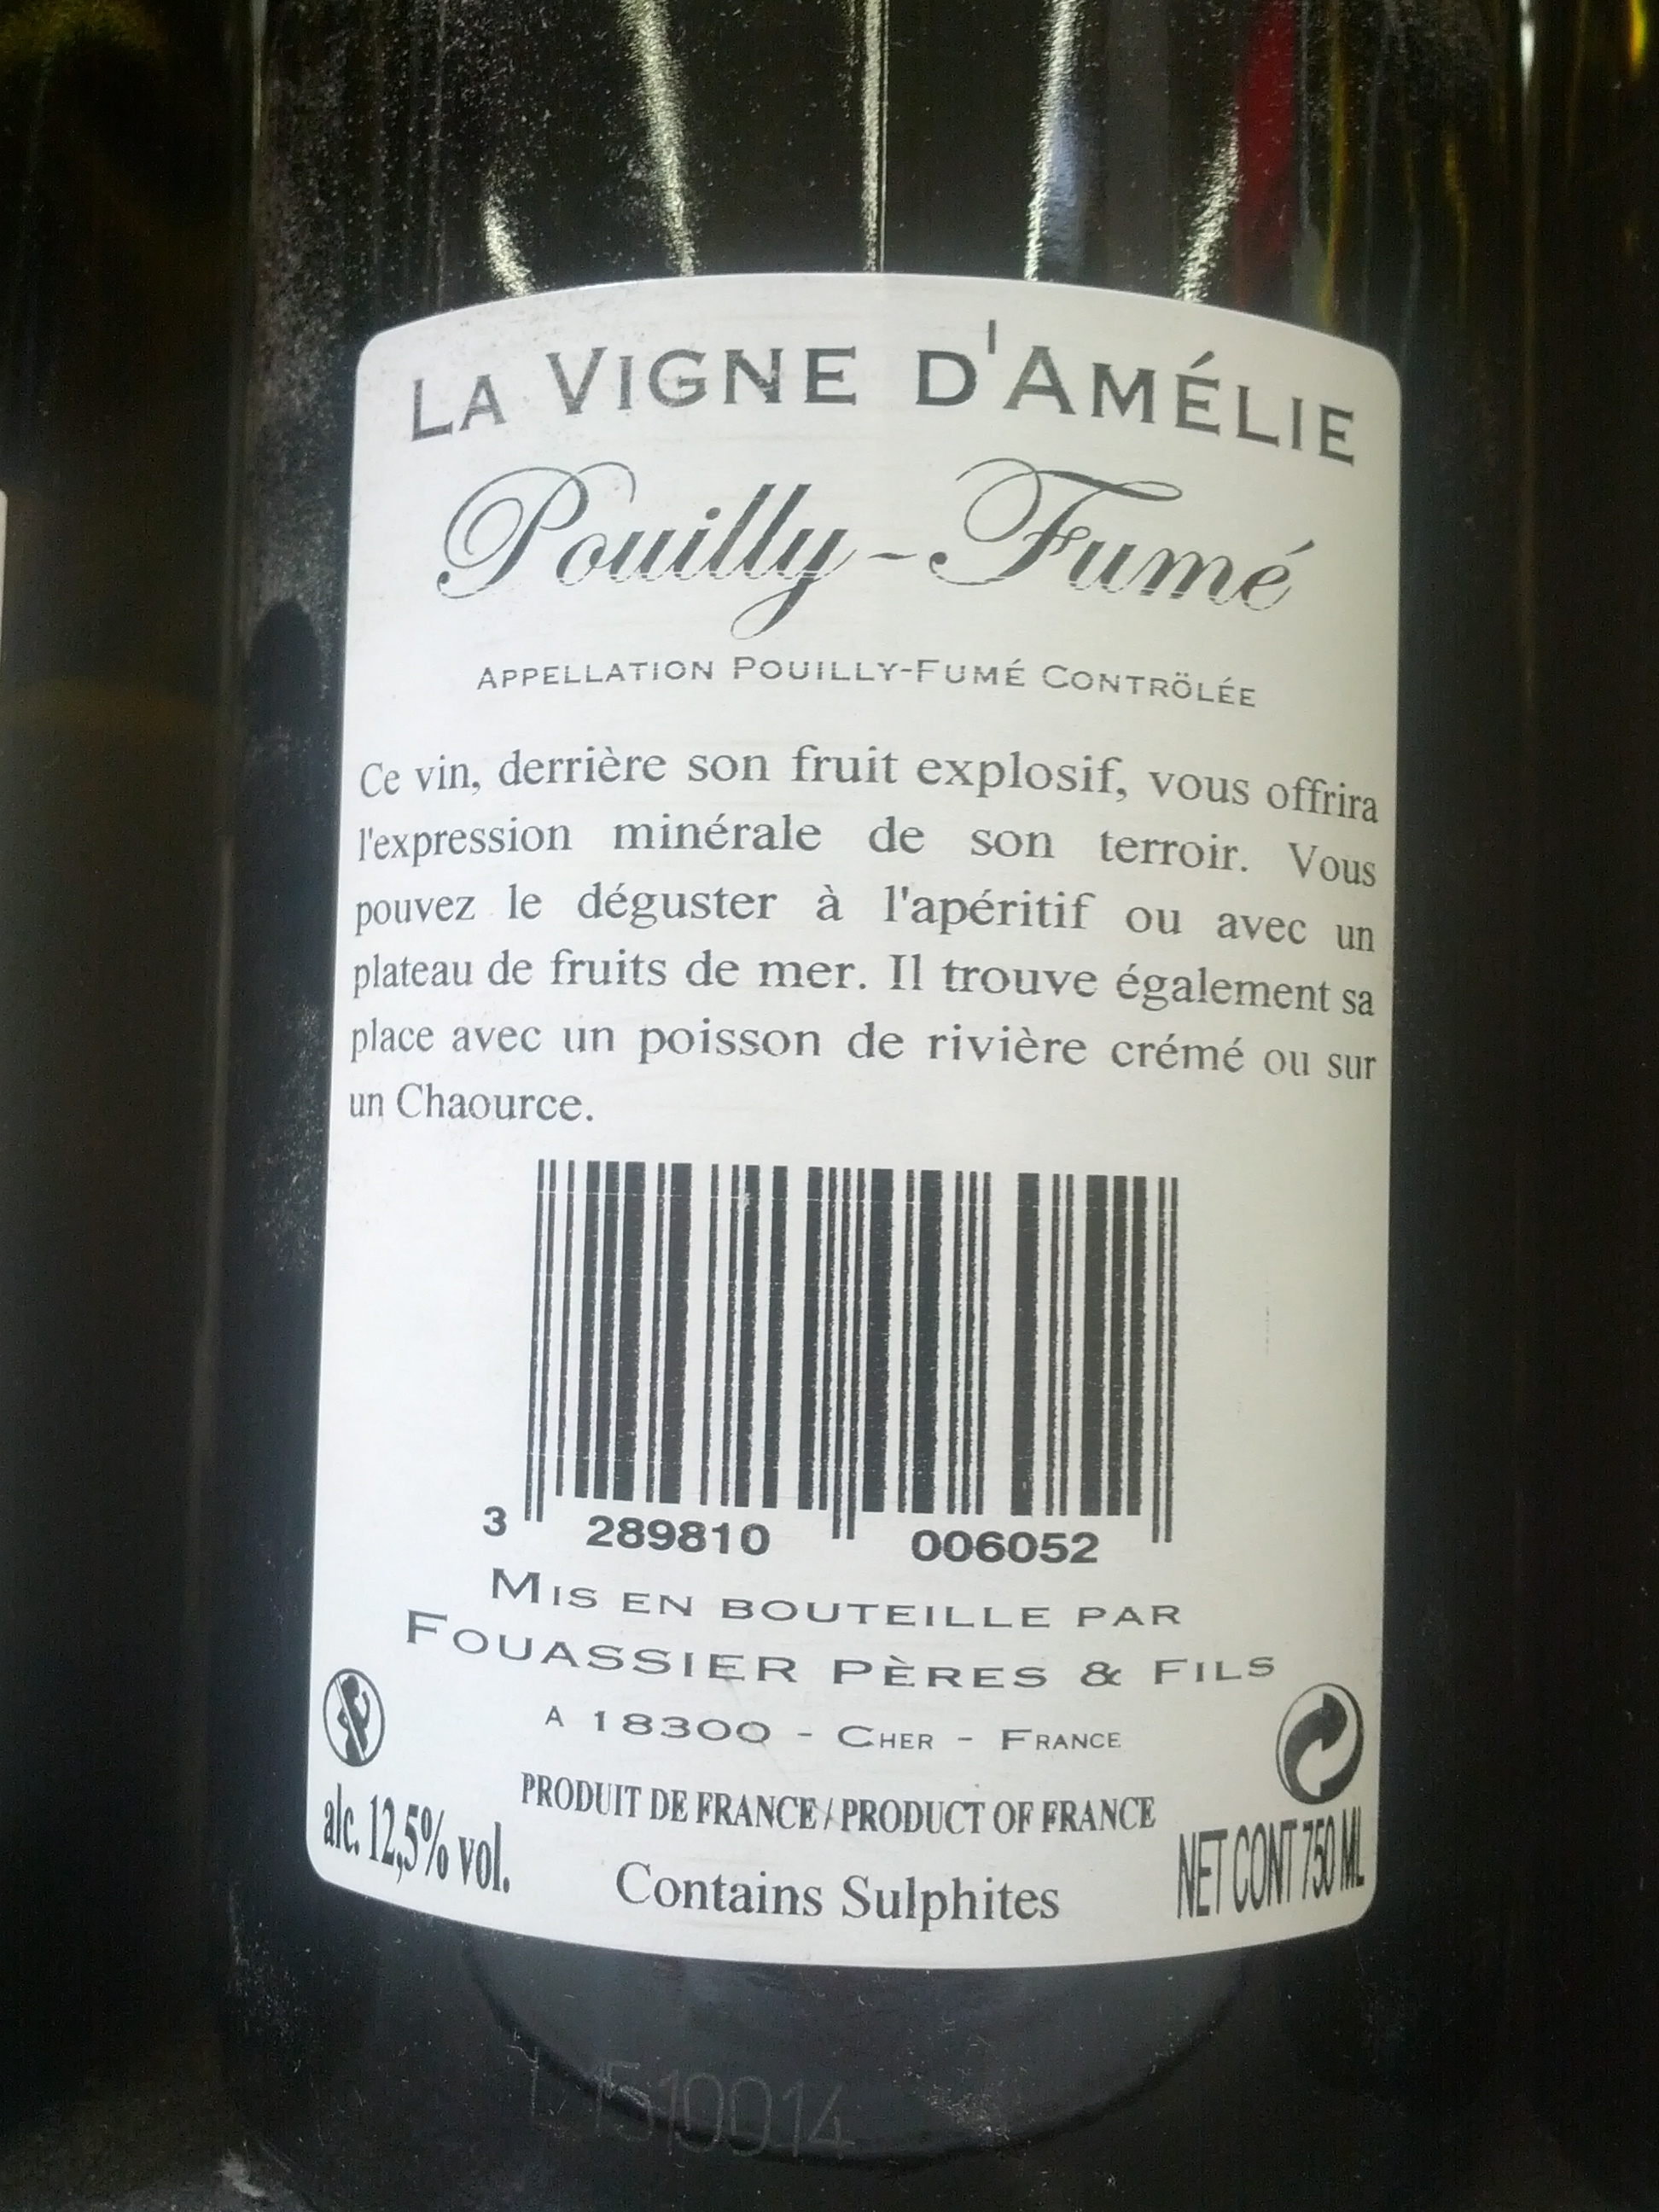 LA VIGNE D'AMÉLIE
Pouilly-Fumé
APPELLATION POUILLY-FUMÉ CONTRÖLÉE
Ce vin, derrière son fruit explosif, vous offrira
l'expression minérale de son terroir. Vous
pouvez le déguster à l'apéritif ou avec un
plateau de fruits de mer. Il trouve également sa
place avec un poisson de rivière crémé ou sur
un Chaource.
3 289810 006052
MIS EN BOUTEILLE PAR
FOUASSIER PÈRES & FILS
A 18300 - CHER - FRANCE
PRODUIT DE FRANCE / PRODUCT OF FRANCE
alc. 12,5% vol.
Contains Sulphites
NET CONT 750 ML
L1510014